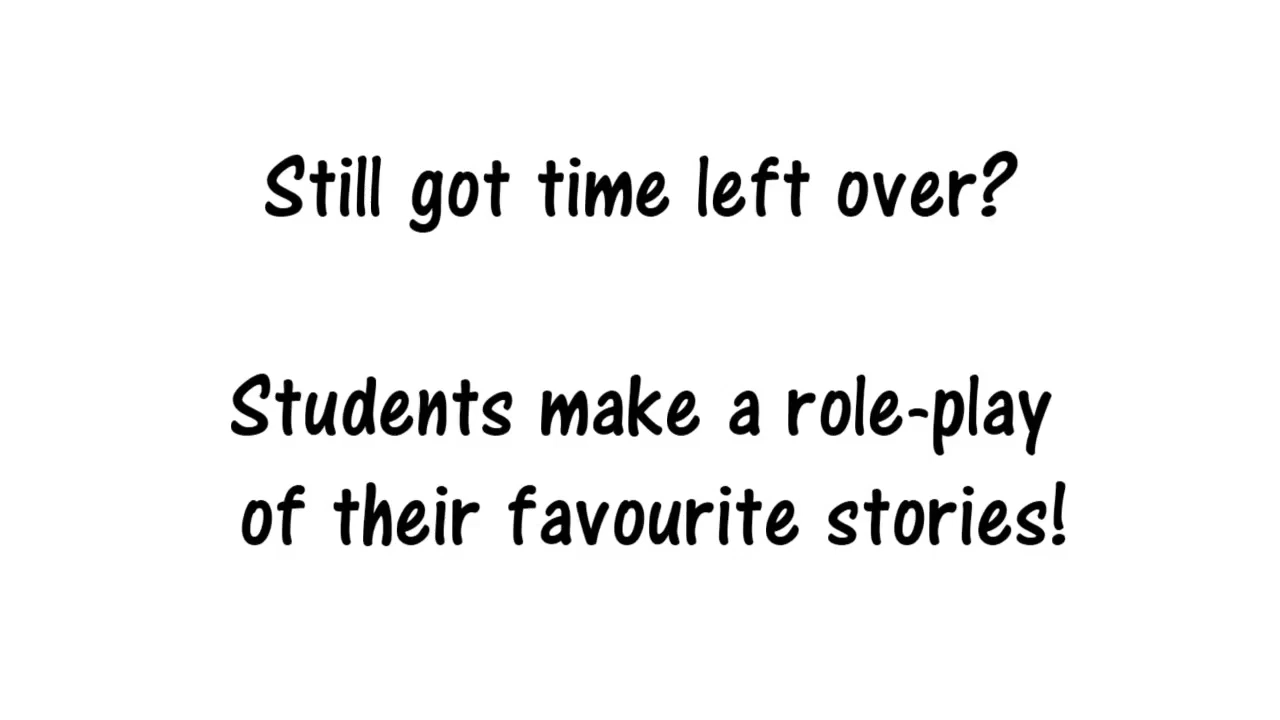 Still got time left over?
Students make a role-play
of their favourite stories!